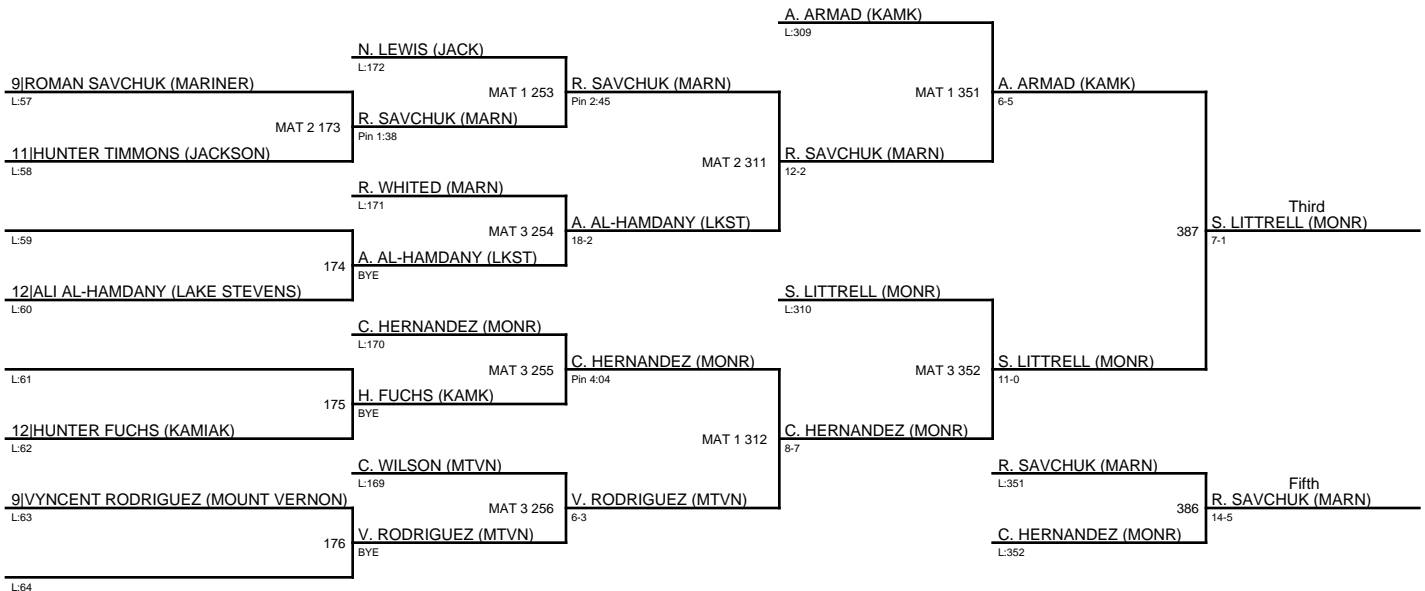 A. ARMAD (KAMK)
L:309
N. LEWIS (JACK)
L:172
9|ROMAN SAVCHUK (MARINER)
L:57
MAT 1 253
R. SAVCHUK (MARN)
Pin 2:45
MAT 1 351
A. ARMAD (KAMK)
6-5
MAT 2 173
R. SAVCHUK (MARN)
Pin 1:38
11|HUNTER TIMMONS (JACKSON)
L:58
MAT 2 311
R. SAVCHUK (MARN)
12-2
R. WHITED (MARN)
L:171
L:59
MAT 3 254
A. AL-HAMDANY (LKST)
18-2
387
Third
S. LITTRELL (MONR)
7-1
174
A. AL-HAMDANY (LKST)
BYE
12|ALI AL-HAMDANY (LAKE STEVENS)
L:60
S. LITTRELL (MONR)
L:310
C. HERNANDEZ (MONR)
L:170
L:61
MAT 3 255
C. HERNANDEZ (MONR)
Pin 4:04
MAT 3 352
S. LITTRELL (MONR)
11-0
175
H. FUCHS (KAMK)
BYE
12|HUNTER FUCHS (KAMIAK)
L:62
MAT 1 312
C. HERNANDEZ (MONR)
8-7
C. WILSON (MTVN)
L:169
R. SAVCHUK (MARN)
L:351
9|VYNCENT RODRIGUEZ (MOUNT VERNON)
L:63
MAT 3 256
V. RODRIGUEZ (MTVN)
6-3
386
Fifth
R. SAVCHUK (MARN)
14-5
176
V. RODRIGUEZ (MTVN)
BYE
C. HERNANDEZ (MONR)
L:352
L:64